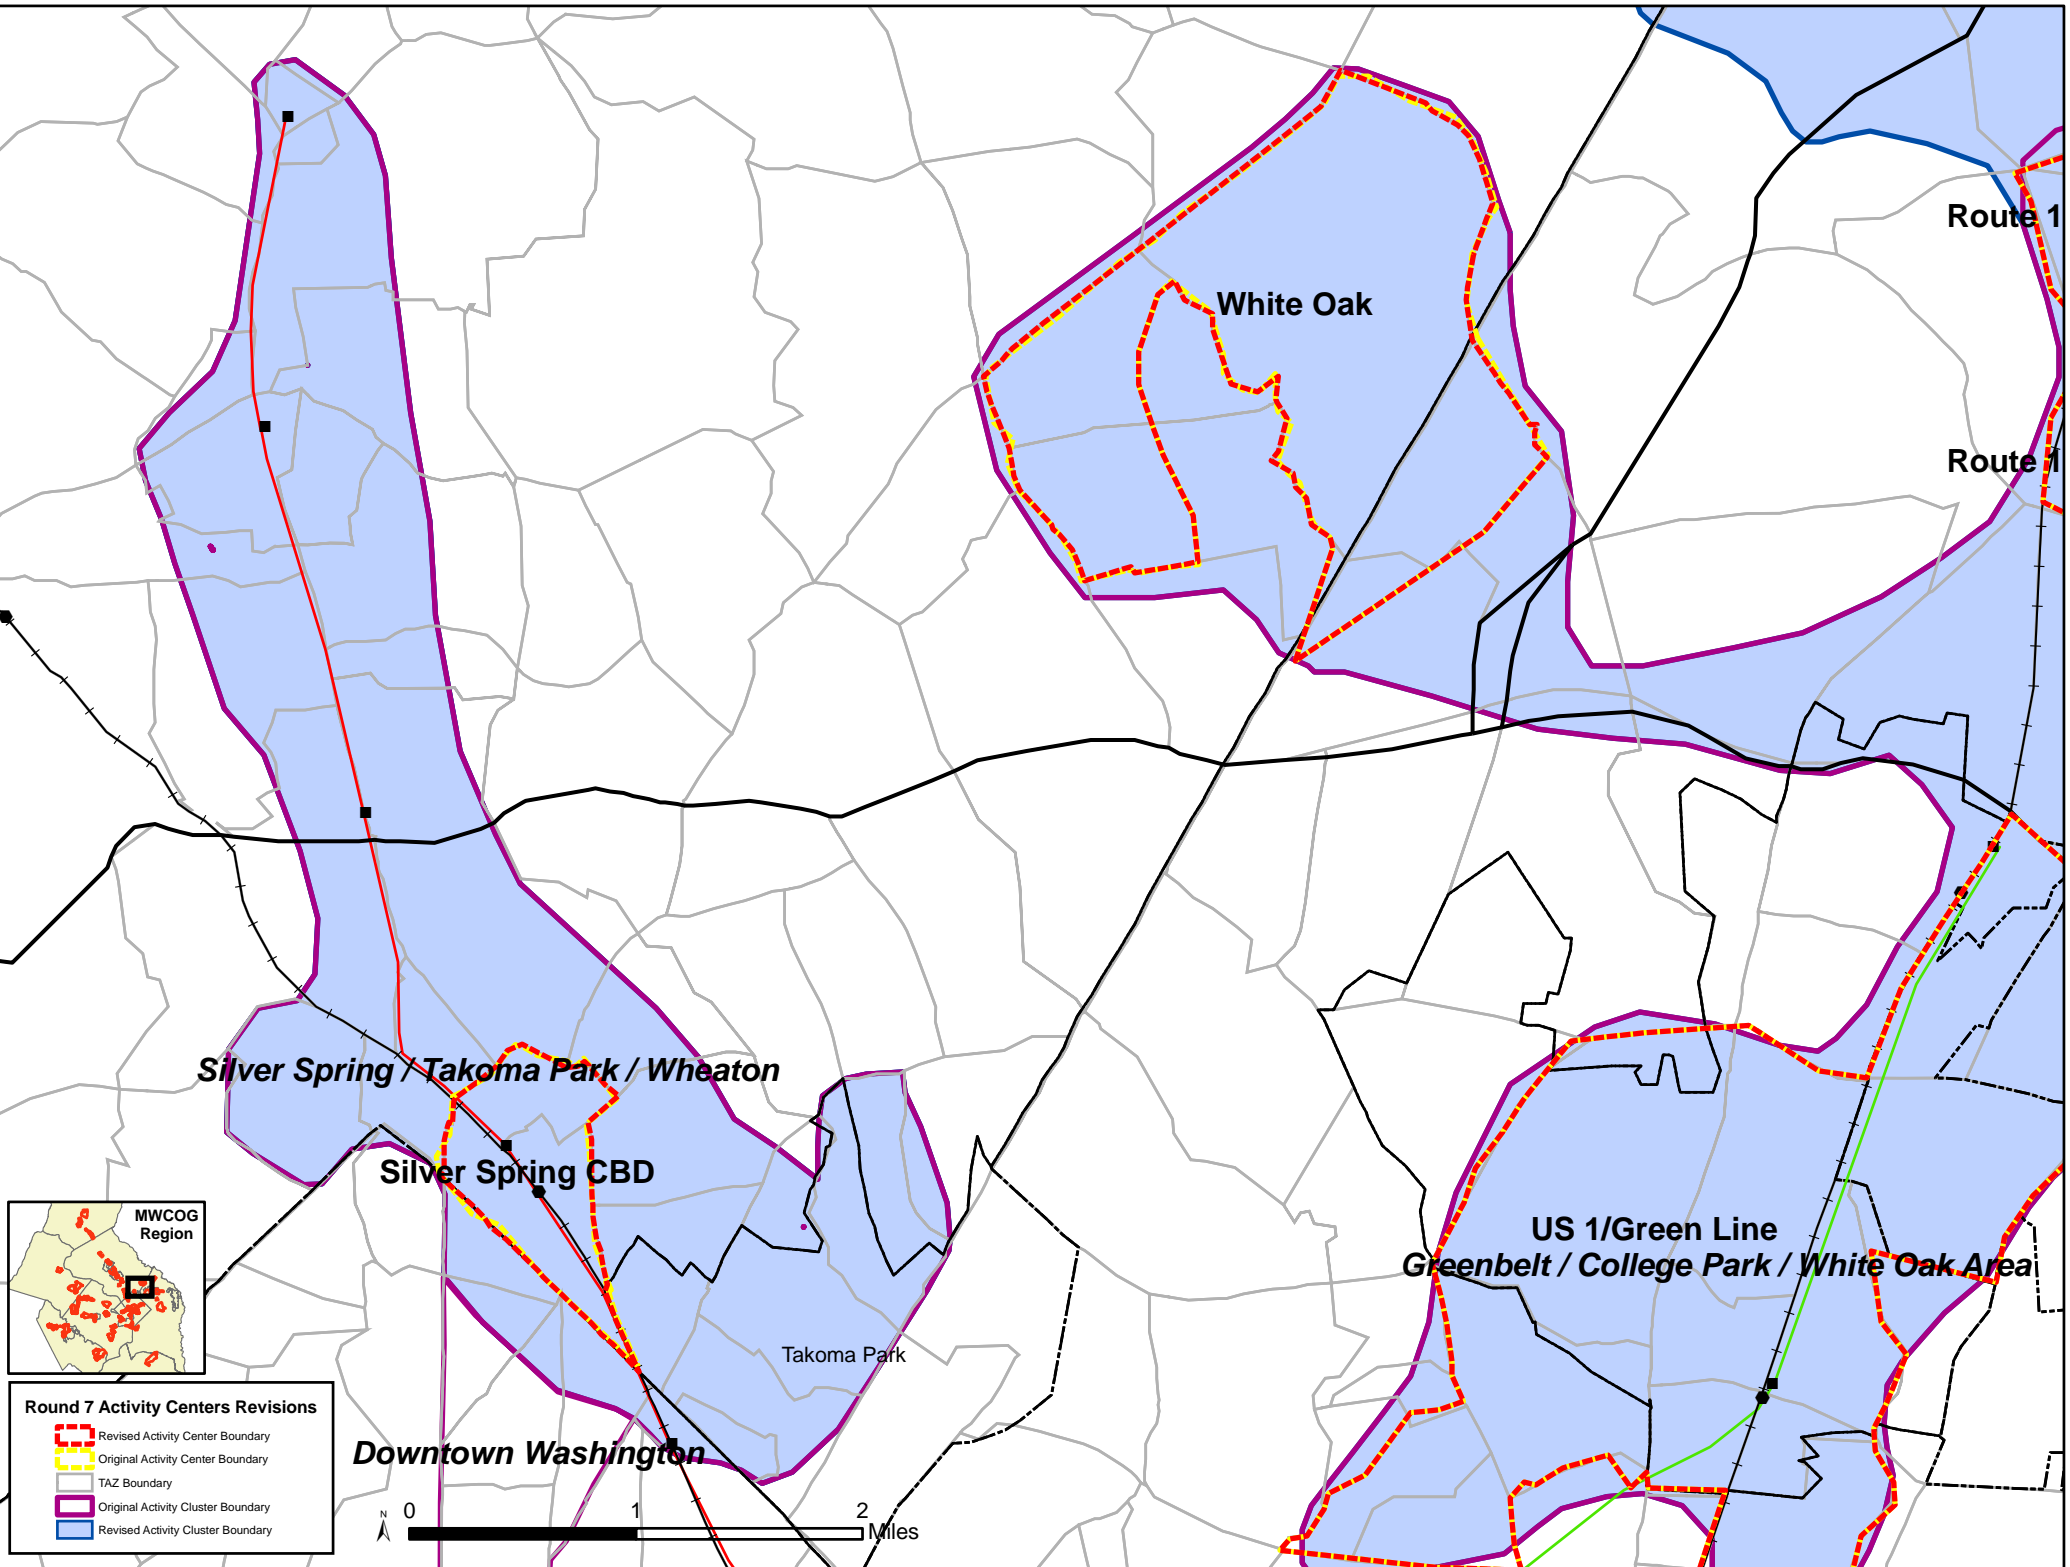 Route 1
White Oak
Route 1
Silver Spring / Takoma Park / Wheaton
Silver Spring CBD
MWCOG
Region
US 1/Green Line
Greenbelt / College Park / White Oak Area
Takoma Park
Downtown Washington
Round 7 Activity Centers Revisions
Revised Activity Center Boundary
Original Activity Center Boundary
TAZ Boundary
Original Activity Cluster Boundary
Revised Activity Cluster Boundary
N
0 1 2
Miles